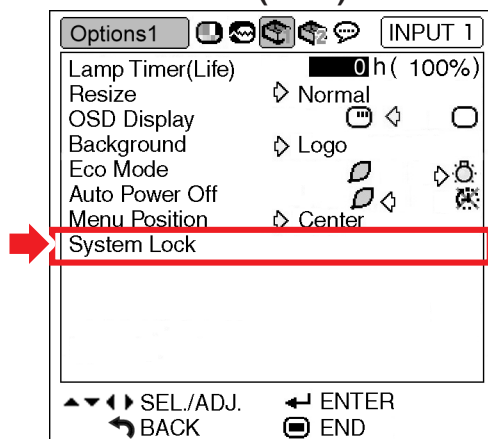 Options1 INPUT 1
Lamp Timer(Life) 0 h( 100%)
Resize Normal
OSD Display
Background Logo
Eco Mode
Auto Power Off
Menu Position Center
System Lock
SEL./ADJ. ENTER
BACK END